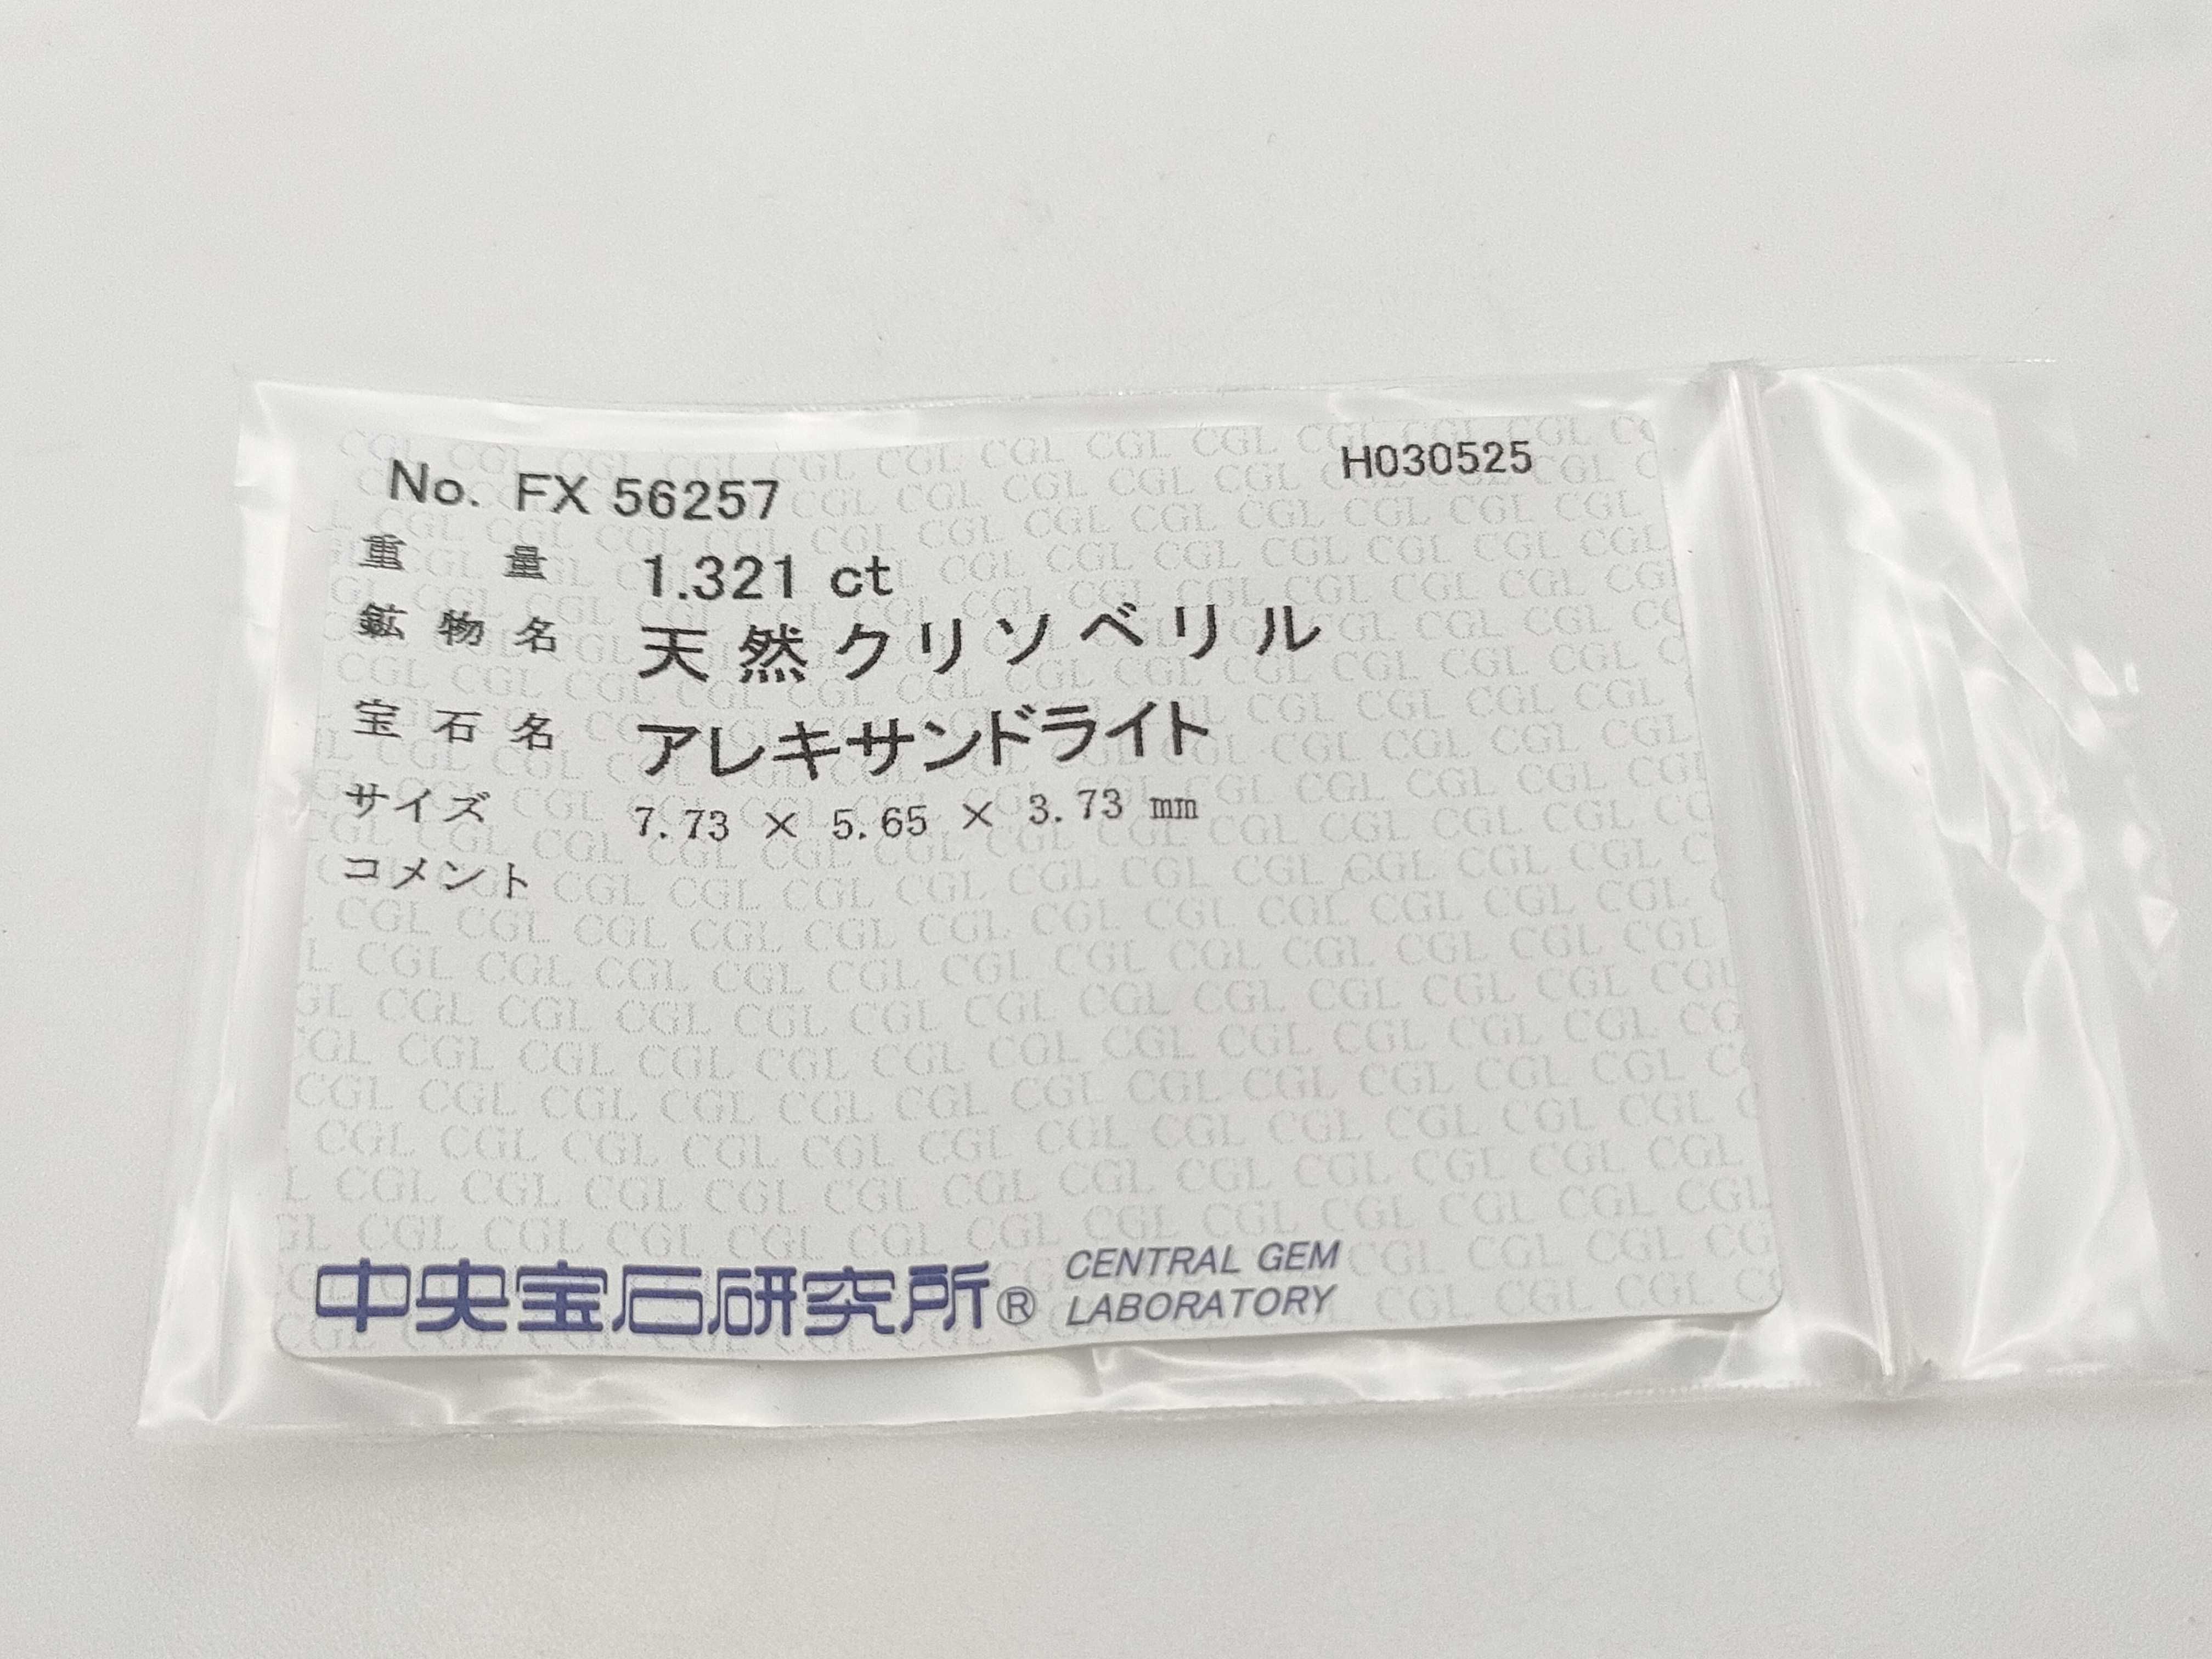 H030525
No. FX 56257
重量 1.321 ct
鉱物名 天然クリソベリル
宝石名 アレキサンドライト
サイズ 7.73 × 5.65 × 3.73 mm
コメント
中央宝石研究所® CENTRAL GEM
LABORATORY